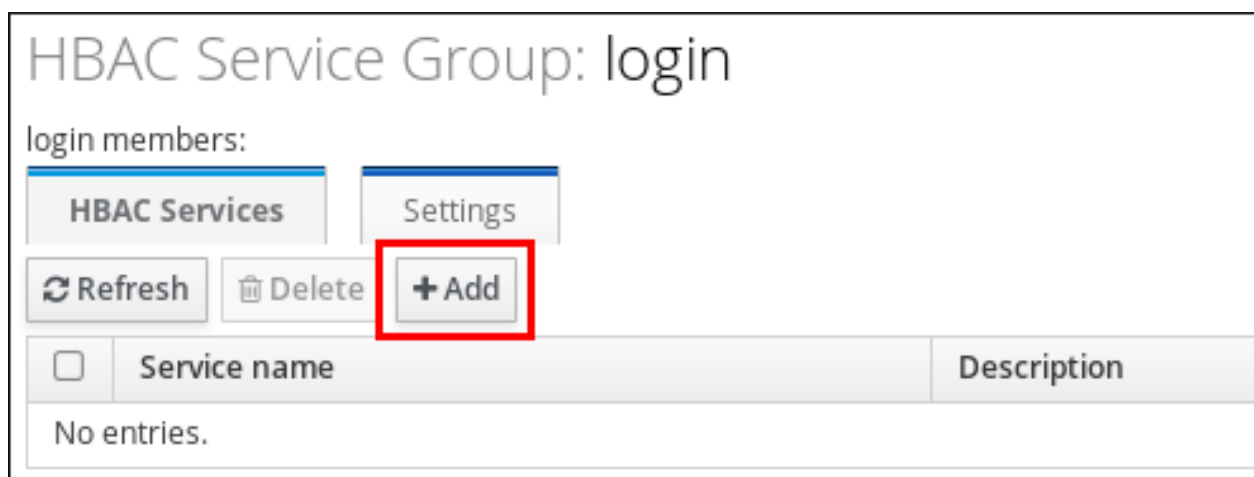 HBAC Service Group: login
login members:
HBAC Services Settings
Refresh Delete Add
Service name Description
No entries.